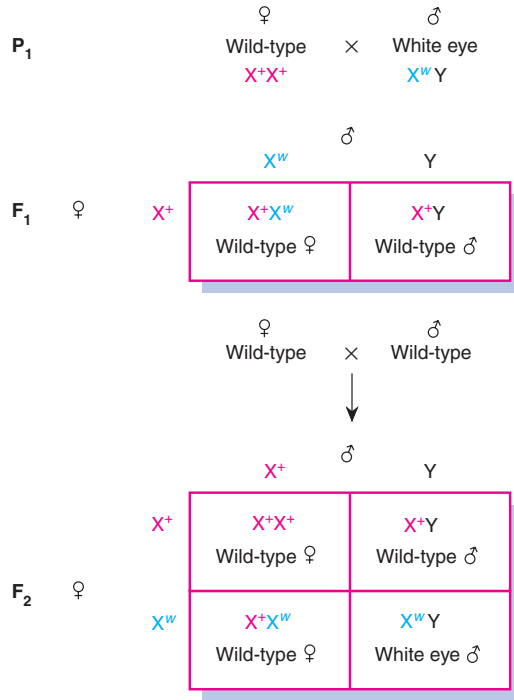 ♀ ♂
P₁ Wild-type × White eye
X⁺X⁺ XʷY
♂
Xʷ Y
F₁ ♀ X⁺ X⁺Xʷ X⁺Y
Wild-type ♀ Wild-type ♂
♀ ♂
Wild-type × Wild-type
♂
X⁺ Y
X⁺ X⁺X⁺ X⁺Y
Wild-type ♀ Wild-type ♂
F₂ ♀
Xʷ X⁺Xʷ XʷY
Wild-type ♀ White eye ♂